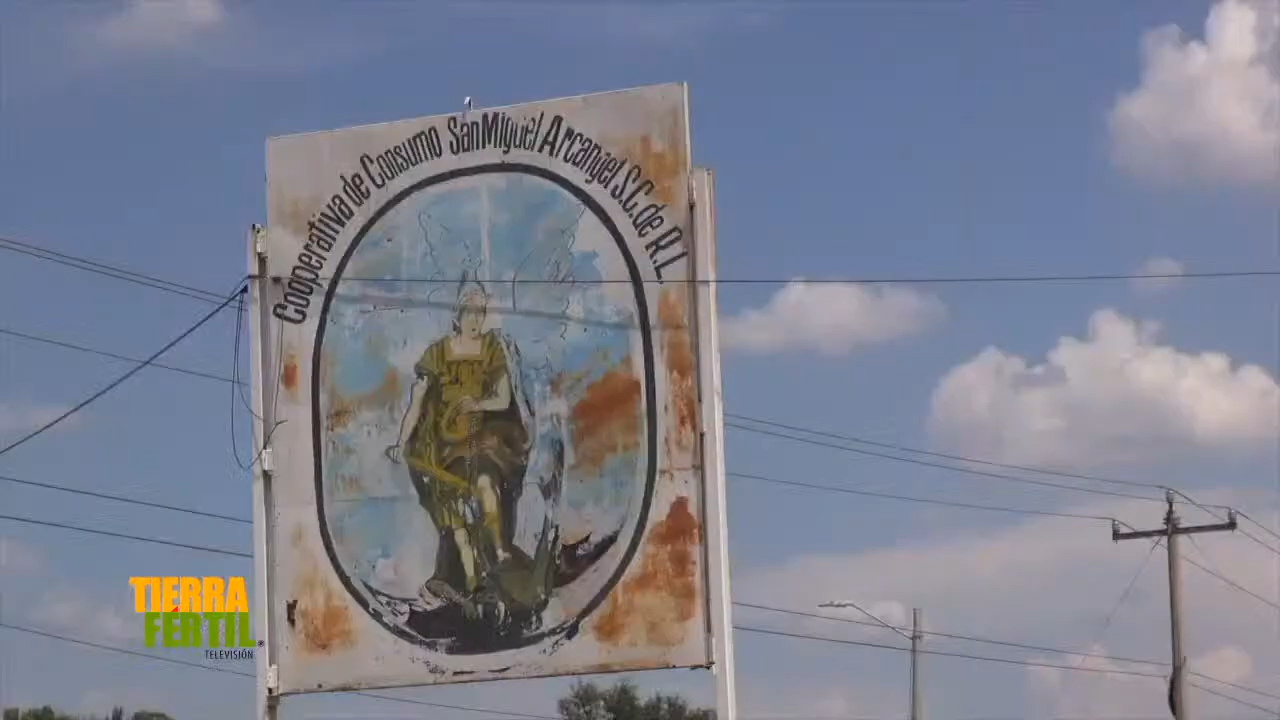 Cooperativa de Consumo San Miguel Arcangel S.C. de R.L.
TIERRA
FÉRTIL
TELEVISIÓN